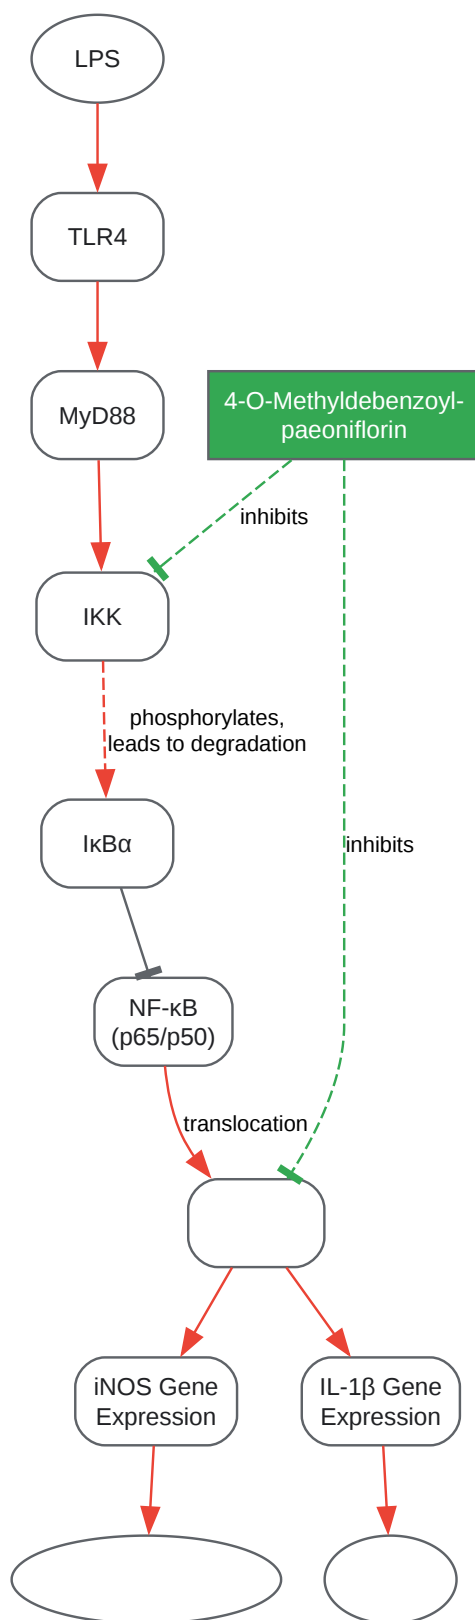 LPS
TLR4
MyD88
4-O-Methyldebenzoyl-
paeoniflorin
inhibits
IKK
phosphorylates,
leads to degradation
IκBα
inhibits
NF-κB
(p65/p50)
translocation
iNOS Gene
Expression
IL-1β Gene
Expression